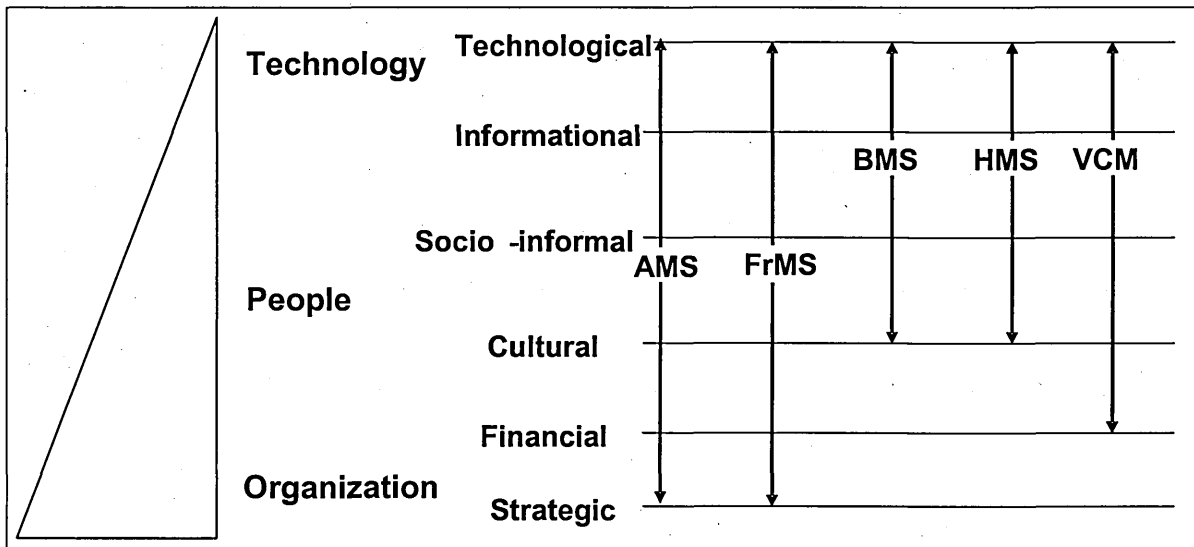 Technology
People
Organization
Technological
Informational
Socio -informal
Cultural
Financial
Strategic
AMS
FrMS
BMS
HMS
VCM